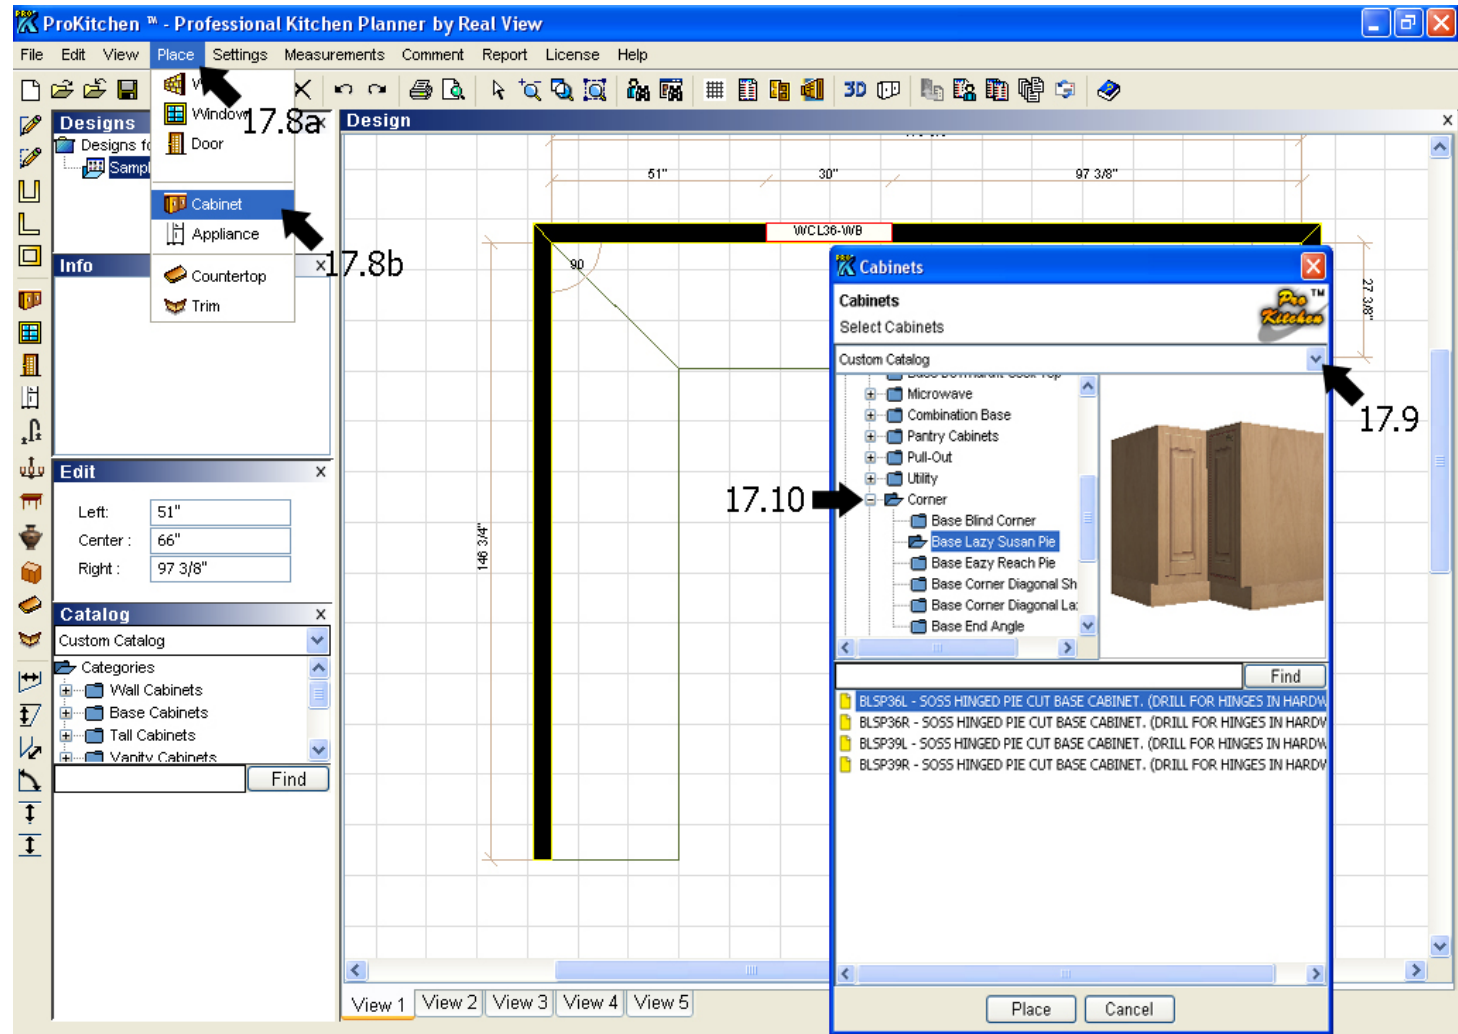 ProKitchen ™ - Professional Kitchen Planner by Real View
File Edit View Place Settings Measurements Comment Report License Help
3D
17.8a
Window
Door
Cabinet
Appliance
Countertop
Trim
17.8b
Designs x
Designs
Info x
Edit x
Left: 51"
Center : 66"
Right : 97 3/8"
Catalog x
Custom Catalog
Categories
Wall Cabinets
Base Cabinets
Tall Cabinets
Vanity Cabinets
Find
Design x
51" 30" 97 3/8"
WCL36-WB
90
27 3/8"
146 3/4"
View 1 View 2 View 3 View 4 View 5
Cabinets
Cabinets
Select Cabinets
Pro Kitchen TM
Custom Catalog
17.9
Microwave
Combination Base
Pantry Cabinets
Pull-Out
Utility
17.10
Corner
Base Blind Corner
Base Lazy Susan Pie
Base Eazy Reach Pie
Base Corner Diagonal Sh
Base Corner Diagonal La
Base End Angle
Find
BLSP36L - SOSS HINGED PIE CUT BASE CABINET. (DRILL FOR HINGES IN HARDW
BLSP36R - SOSS HINGED PIE CUT BASE CABINET. (DRILL FOR HINGES IN HARDW
BLSP39L - SOSS HINGED PIE CUT BASE CABINET. (DRILL FOR HINGES IN HARDW
BLSP39R - SOSS HINGED PIE CUT BASE CABINET. (DRILL FOR HINGES IN HARDW
Place Cancel